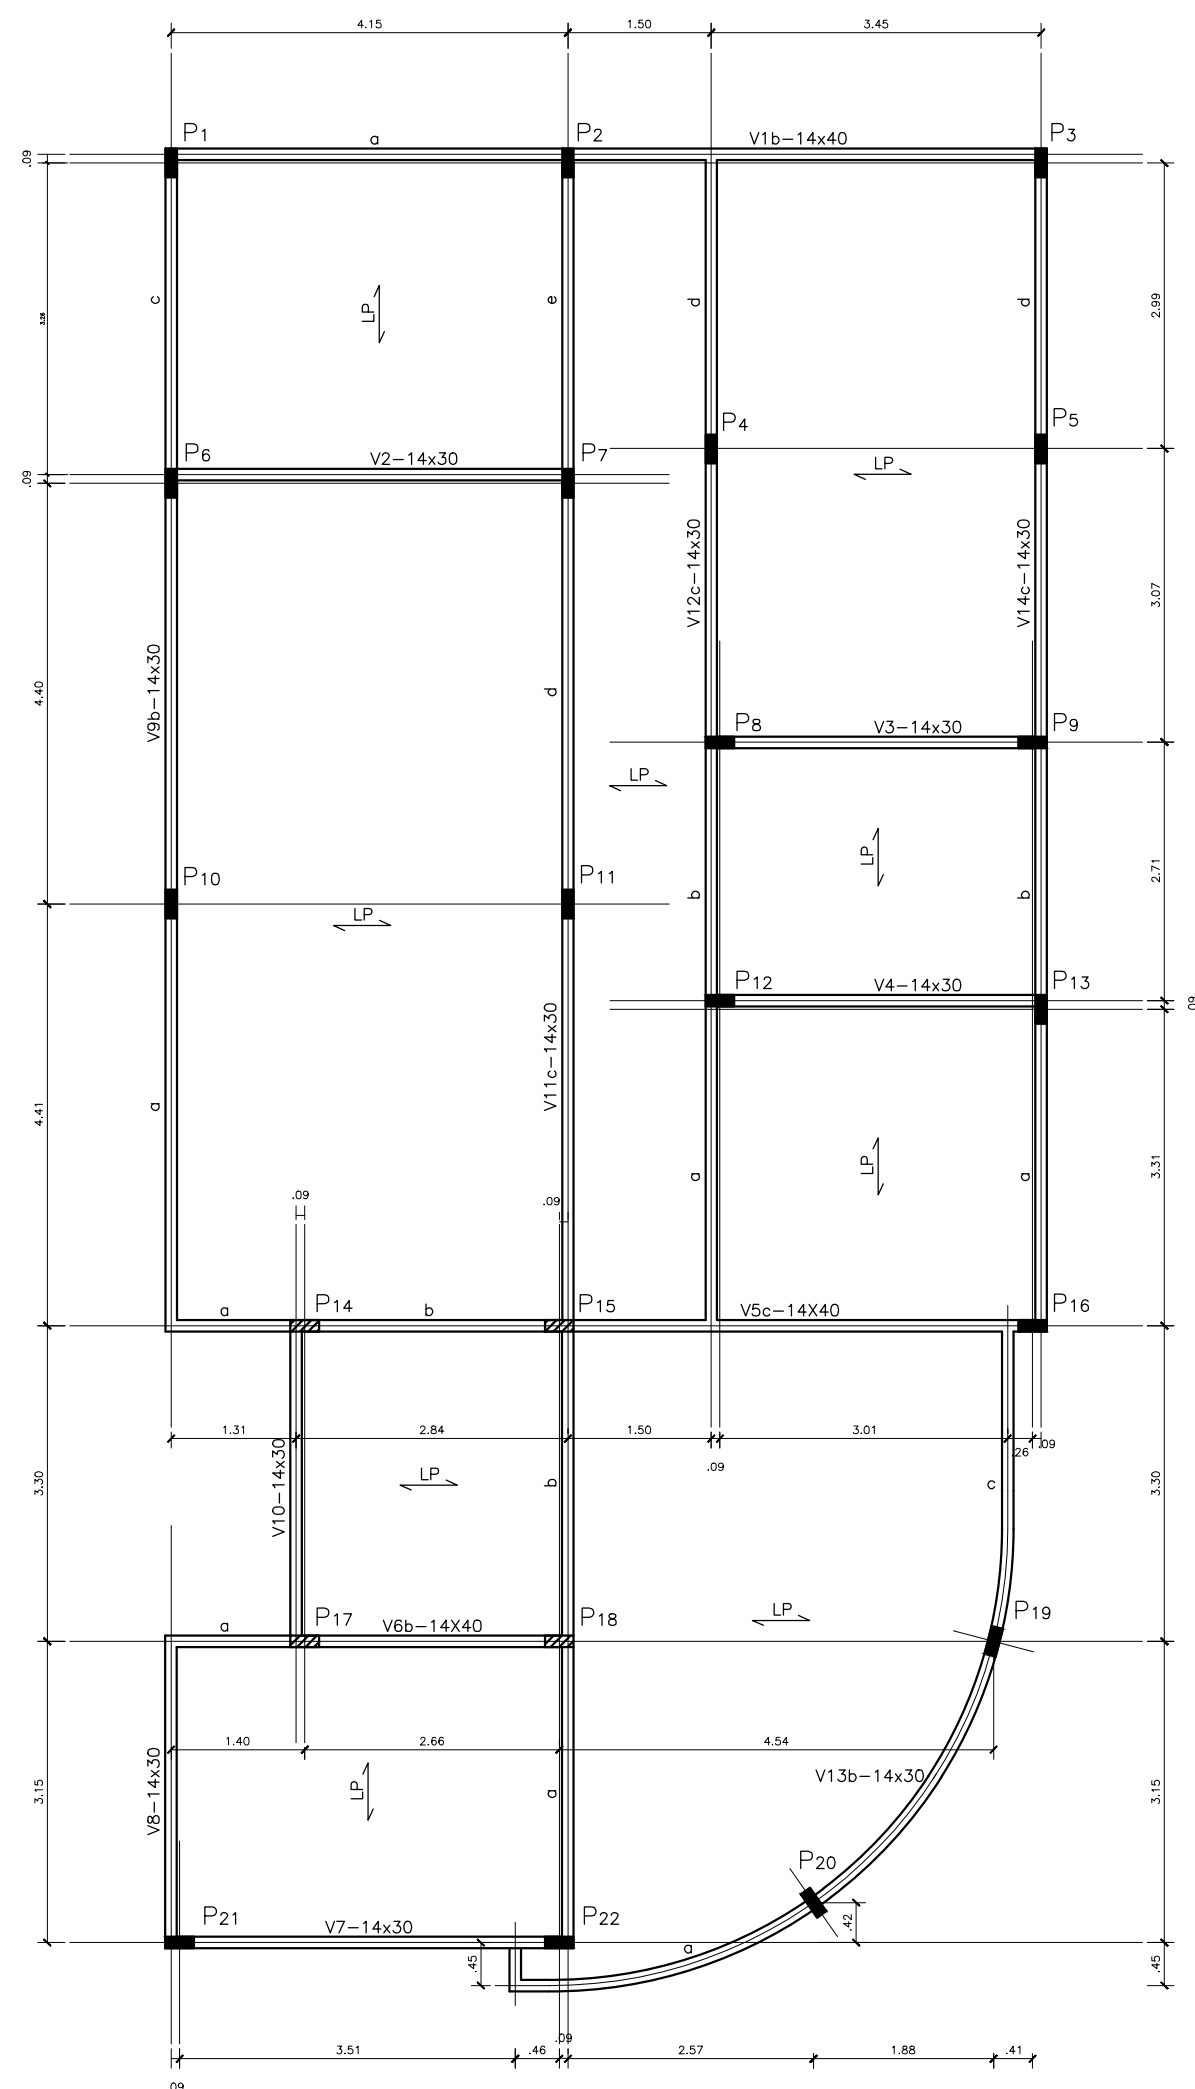 4.15
1.50
3.45
P1
a
P2
V1b-14x40
P3
.09
c
e
d
d
LP
3.26
2.99
P4
P5
P6
V2-14x30
P7
LP
.09
V12c-14x30
V14c-14x30
3.07
V9b-14x30
4.40
d
P8
V3-14x30
P9
LP
LP
2.71
P10
P11
b
b
LP
P12
V4-14x30
P13
.09
V11c-14x30
a
4.41
LP
a
a
3.31
.09
.09
a
P14
b
P15
V5c-14X40
P16
1.31
2.84
1.50
3.01
.26
.09
.09
V10-14x30
LP
b
c
3.30
3.30
a
P17
V6b-14X40
P18
LP
P19
1.40
2.66
4.54
V8-14x30
LP
a
V13b-14x30
3.15
3.15
P20
P21
V7-14x30
P22
.42
a
.45
.45
.09
3.51
.46
2.57
1.88
.41
.09